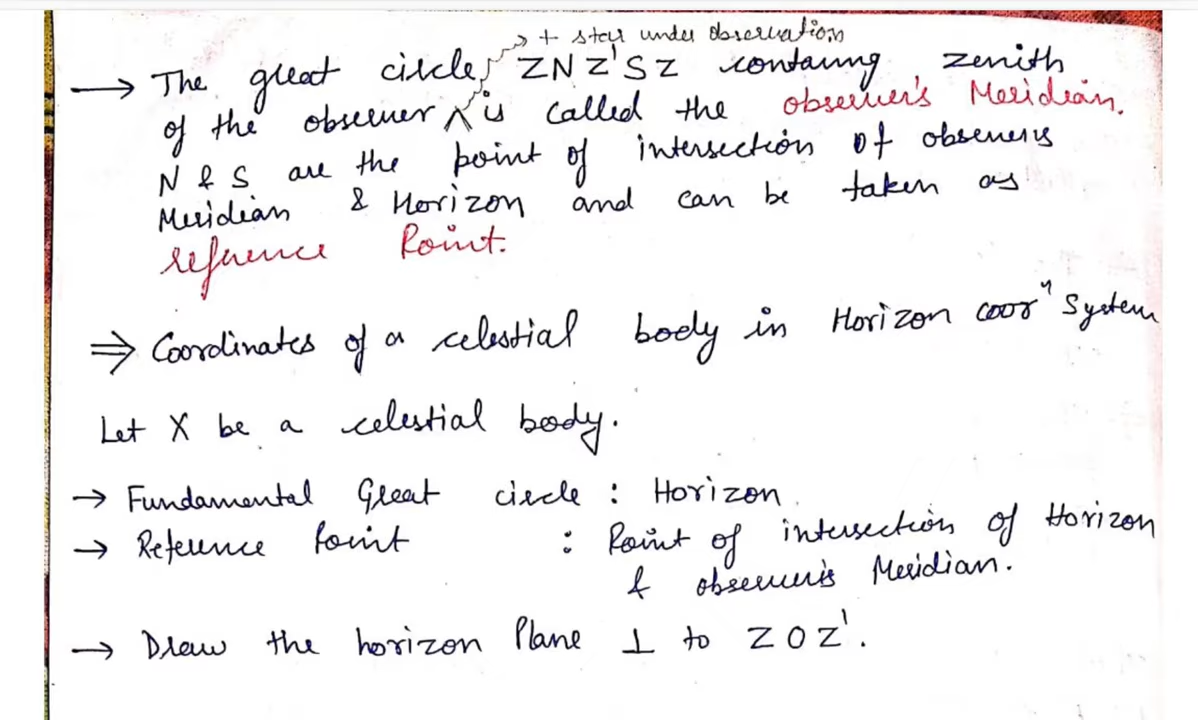 + star under observation
→ The great circle ZNZ'SZ containng zenith
of the observer is called the observer's Meridian.
N & S are the point of intersection of observers
Meridian & Horizon and can be taken as
reference Point.
⇒ Coordinates of a celestial body in Horizon coorⁿ System
Let X be a celestial body.
→ Fundamental Great circle : Horizon
→ Reference Point : Point of intersection of Horizon
& observer's Meridian.
→ Draw the horizon Plane ⊥ to ZOZ'.